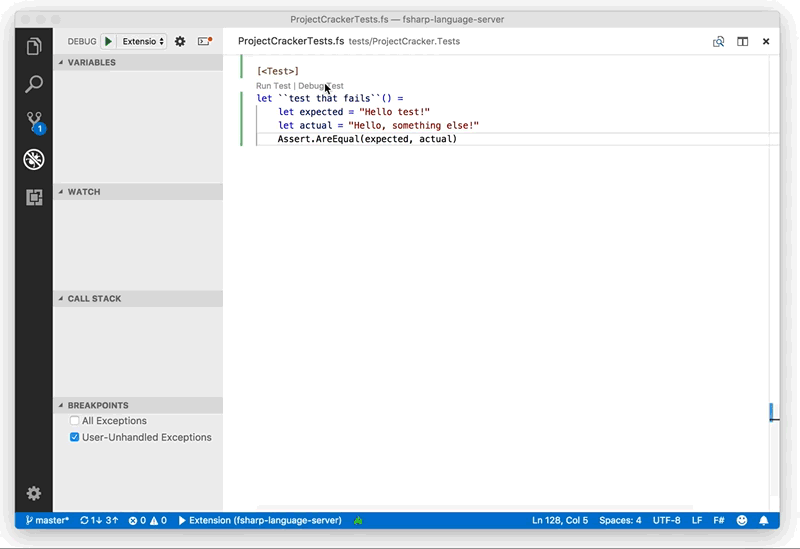 ProjectCrackerTests.fs — fsharp-language-server
DEBUG Extensio
ProjectCrackerTests.fs tests/ProjectCracker.Tests
VARIABLES
[<Test>]
Run Test | Debug Test
let ``test that fails``() =
let expected = "Hello test!"
let actual = "Hello, something else!"
Assert.AreEqual(expected, actual)
1
WATCH
CALL STACK
BREAKPOINTS
All Exceptions
User-Unhandled Exceptions
master* 1↓ 3↑ 0 0 Extension (fsharp-language-server) Ln 128, Col 5 Spaces: 4 UTF-8 LF F#